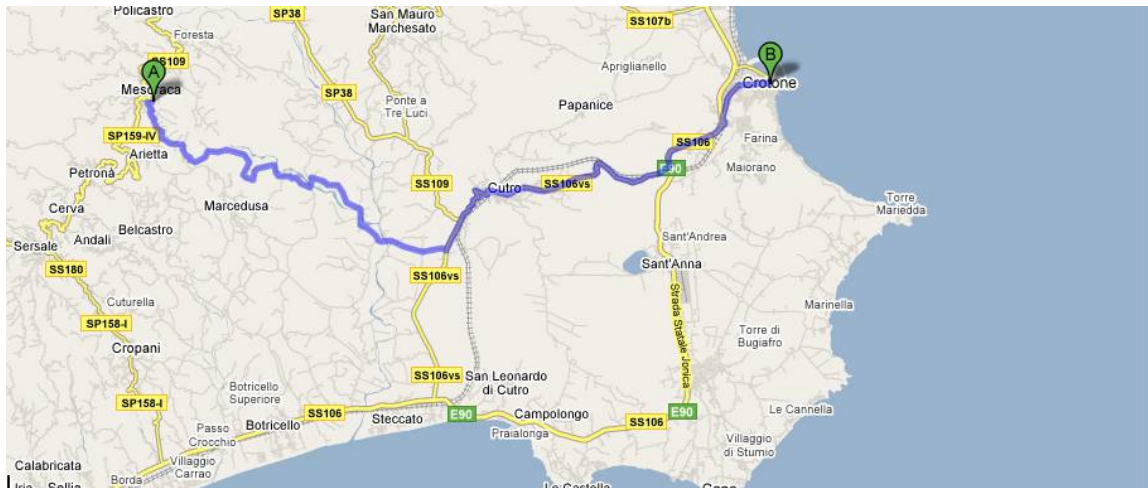 Policastro
SP38
San Mauro
Marchesato
SS107b
Foresta
SS109
A
B
Apriglianello
Crotone
Mesoraca
SP38
Ponte a
Tre Luci
Papanice
SP159-IV
Arietta
SS106
Farina
E90
Maiorano
Petronà
SS109
Cutro
SS106vs
Marcedusa
Torre
Mariedda
Cerva
Belcastro
Andali
Sersale
Sant'Andrea
Sant'Anna
SS180
SS106vs
Cuturella
Strada Statale Jonica
Marinella
SP158-I
Torre di
Bugiafro
Cropani
SS106vs
San Leonardo
di Cutro
Botricello
Superiore
SP158-I
SS106
Steccato
E90
Campolongo
SS106
E90
Le Cannella
Passo
Crocchio
Botricello
Praialonga
Villaggio
di Stumio
Calabricata
Villaggio
Carrao
Borda
Le Castella